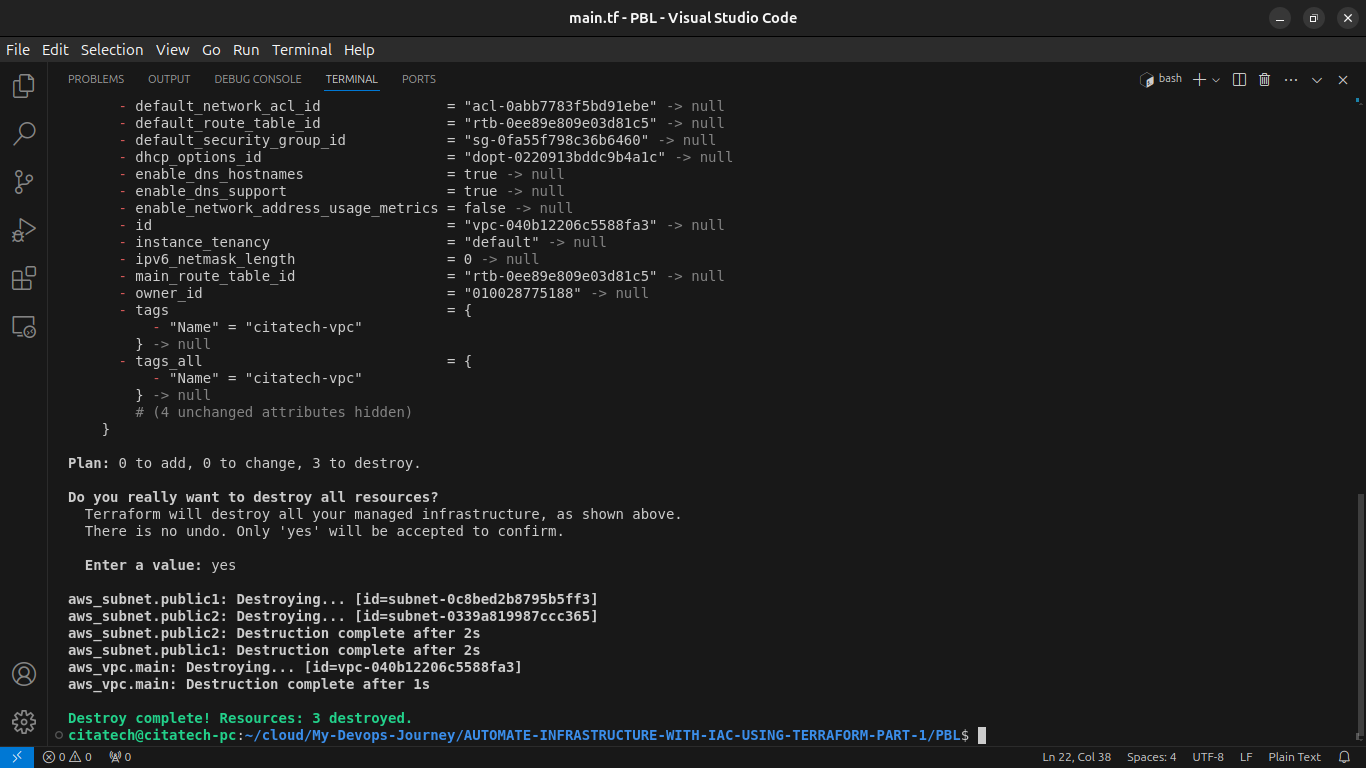 main.tf - PBL - Visual Studio Code
File Edit Selection View Go Run Terminal Help
PROBLEMS OUTPUT DEBUG CONSOLE TERMINAL PORTS bash
- default_network_acl_id = "acl-0abb7783f5bd91ebe" -> null
- default_route_table_id = "rtb-0ee89e809e03d81c5" -> null
- default_security_group_id = "sg-0fa55f798c36b6460" -> null
- dhcp_options_id = "dopt-0220913bddc9b4a1c" -> null
- enable_dns_hostnames = true -> null
- enable_dns_support = true -> null
- enable_network_address_usage_metrics = false -> null
- id = "vpc-040b12206c5588fa3" -> null
- instance_tenancy = "default" -> null
- ipv6_netmask_length = 0 -> null
- main_route_table_id = "rtb-0ee89e809e03d81c5" -> null
- owner_id = "010028775188" -> null
- tags = {
- "Name" = "citatech-vpc"
} -> null
- tags_all = {
- "Name" = "citatech-vpc"
} -> null
# (4 unchanged attributes hidden)
}
Plan: 0 to add, 0 to change, 3 to destroy.
Do you really want to destroy all resources?
Terraform will destroy all your managed infrastructure, as shown above.
There is no undo. Only 'yes' will be accepted to confirm.
Enter a value: yes
aws_subnet.public1: Destroying... [id=subnet-0c8bed2b8795b5ff3]
aws_subnet.public2: Destroying... [id=subnet-0339a819987ccc365]
aws_subnet.public2: Destruction complete after 2s
aws_subnet.public1: Destruction complete after 2s
aws_vpc.main: Destroying... [id=vpc-040b12206c5588fa3]
aws_vpc.main: Destruction complete after 1s
Destroy complete! Resources: 3 destroyed.
citatech@citatech-pc:~/cloud/My-Devops-Journey/AUTOMATE-INFRASTRUCTURE-WITH-IAC-USING-TERRAFORM-PART-1/PBL$
0 0 0 Ln 22, Col 38 Spaces: 4 UTF-8 LF Plain Text